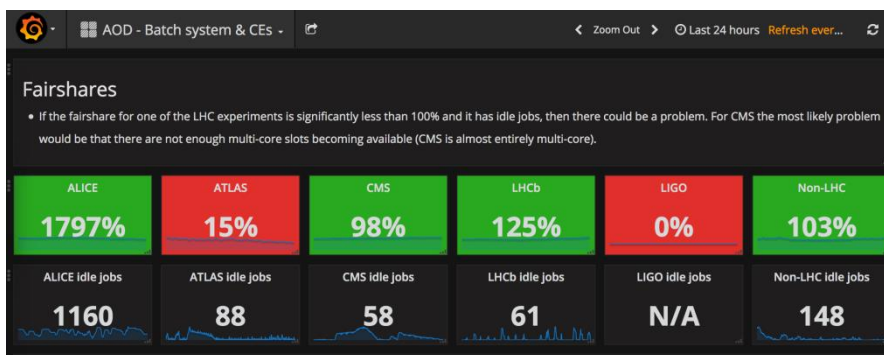 AOD - Batch system & CEs
Zoom Out
Last 24 hours
Refresh ever...
Fairshares
• If the fairshare for one of the LHC experiments is significantly less than 100% and it has idle jobs, then there could be a problem. For CMS the most likely problem
would be that there are not enough multi-core slots becoming available (CMS is almost entirely multi-core).
ALICE
1797%
ATLAS
15%
CMS
98%
LHCb
125%
LIGO
0%
Non-LHC
103%
ALICE idle jobs
1160
ATLAS idle jobs
88
CMS idle jobs
58
LHCb idle jobs
61
LIGO idle jobs
N/A
Non-LHC idle jobs
148